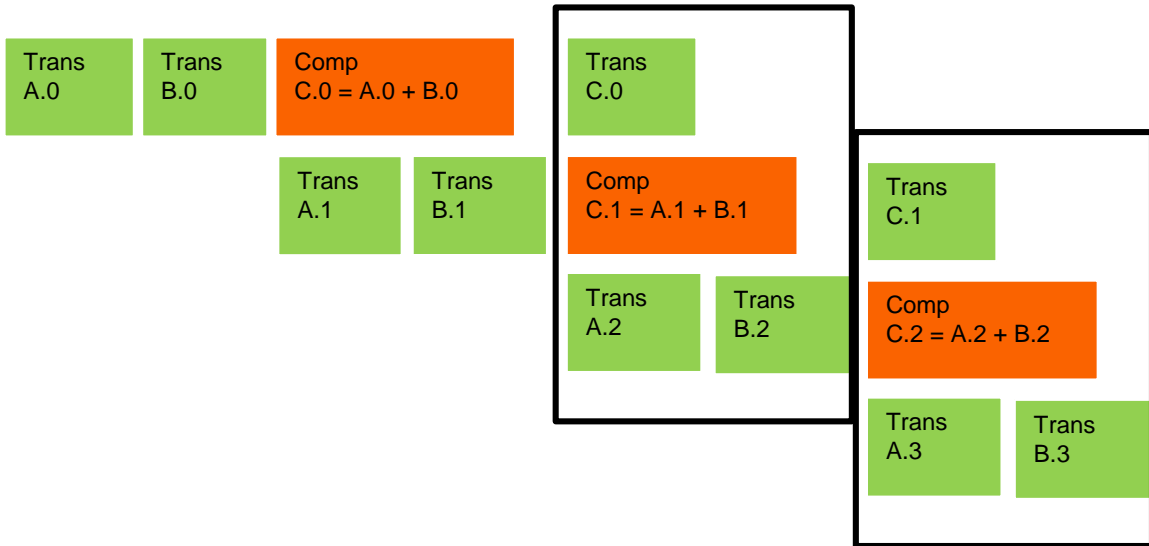 Trans
A.0
Trans
B.0
Comp
C.0 = A.0 + B.0
Trans
C.0
Trans
A.1
Trans
B.1
Comp
C.1 = A.1 + B.1
Trans
C.1
Trans
A.2
Trans
B.2
Comp
C.2 = A.2 + B.2
Trans
A.3
Trans
B.3